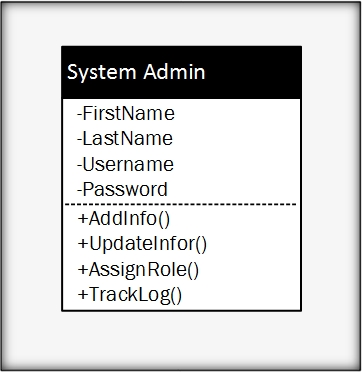 System Admin
-FirstName
-LastName
-Username
-Password
+AddInfo()
+UpdateInfor()
+AssignRole()
+TrackLog()